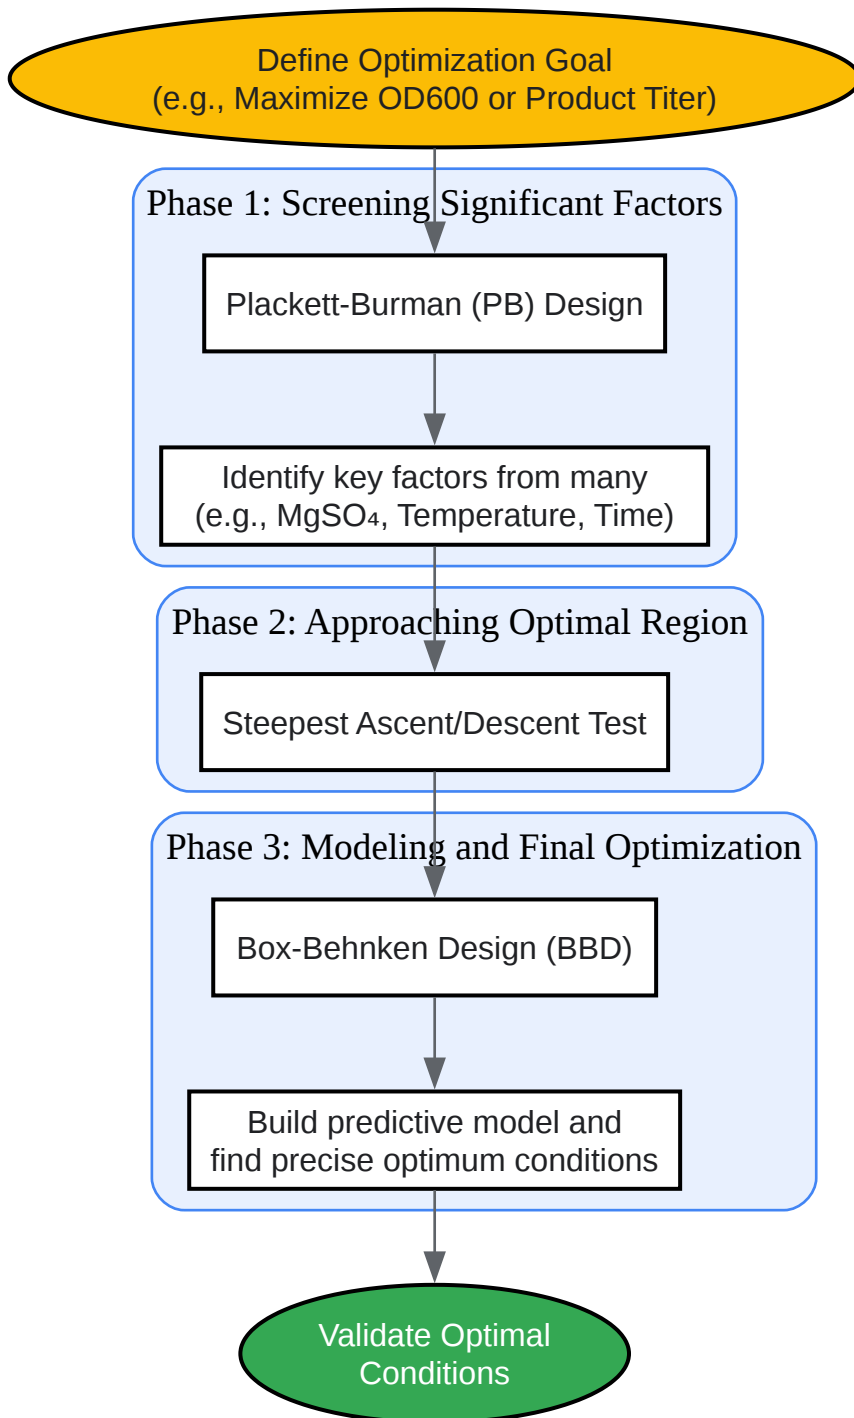 Define Optimization Goal
(e.g., Maximize OD600 or Product Titer)
Phase 1: Screening Significant Factors
Plackett-Burman (PB) Design
Identify key factors from many
(e.g., MgSO₄, Temperature, Time)
Phase 2: Approaching Optimal Region
Steepest Ascent/Descent Test
Phase 3: Modeling and Final Optimization
Box-Behnken Design (BBD)
Build predictive model and
find precise optimum conditions
Validate Optimal
Conditions